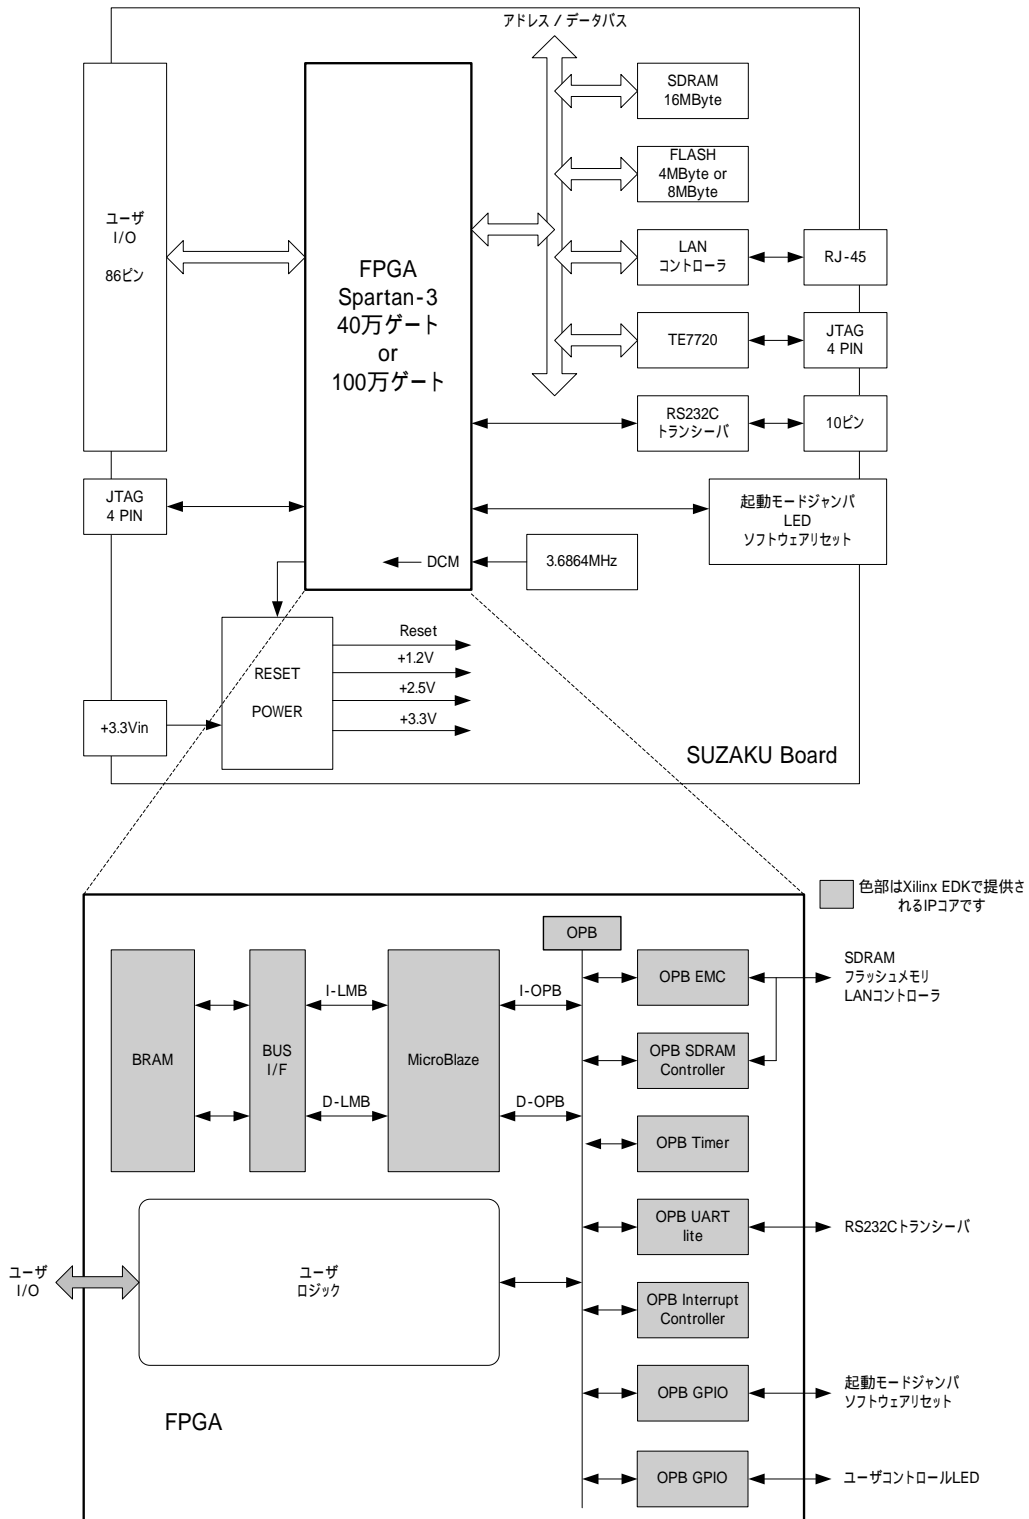 アドレス / データバス
SDRAM
16MByte
FLASH
4MByte or
8MByte
ユーザ
I/O
86ピン
FPGA
Spartan-3
40万ゲート
or
100万ゲート
LAN
コントローラ
RJ-45
TE7720
JTAG
4 PIN
RS232C
トランシーバ
10ピン
JTAG
4 PIN
起動モードジャンパ
LED
ソフトウェアリセット
DCM
3.6864MHz
RESET
POWER
Reset
+1.2V
+2.5V
+3.3V
+3.3Vin
SUZAKU Board
色部はXilinx EDKで提供さ
れるIPコアです
OPB
BRAM
BUS
I/F
I-LMB
D-LMB
MicroBlaze
I-OPB
D-OPB
OPB EMC
SDRAM
フラッシュメモリ
LANコントローラ
OPB SDRAM
Controller
OPB Timer
OPB UART
lite
RS232Cトランシーバ
ユーザ
I/O
ユーザ
ロジック
OPB Interrupt
Controller
OPB GPIO
起動モードジャンパ
ソフトウェアリセット
FPGA
OPB GPIO
ユーザコントロールLED